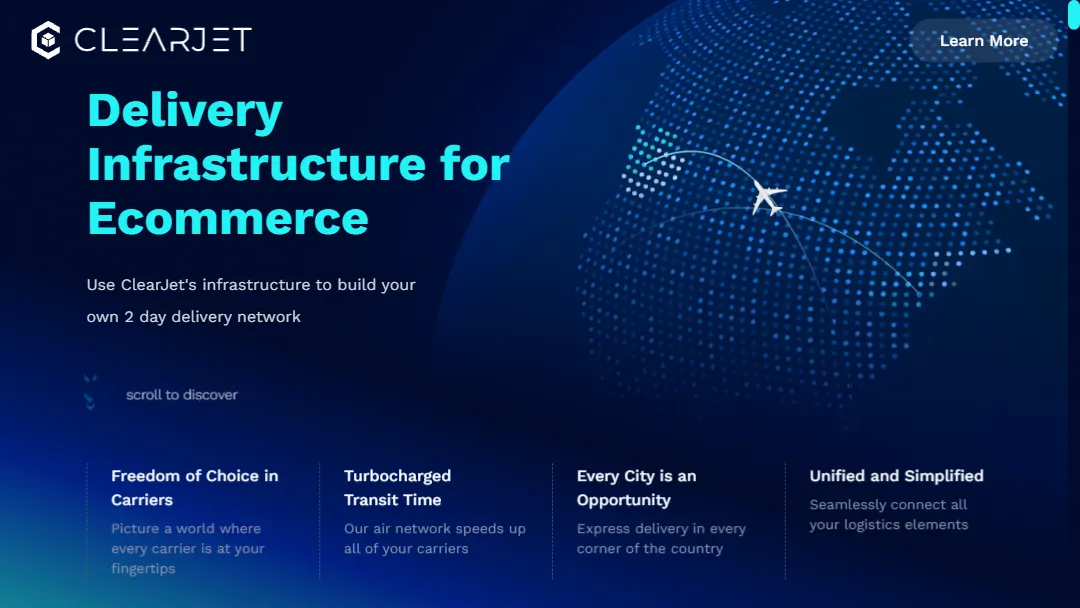 CLEARJET
Learn More
Delivery
Infrastructure for
Ecommerce
Use ClearJet's infrastructure to build your
own 2 day delivery network
scroll to discover
Freedom of Choice in
Carriers
Picture a world where
every carrier is at your
fingertips
Turbocharged
Transit Time
Our air network speeds up
all of your carriers
Every City is an
Opportunity
Express delivery in every
corner of the country
Unified and Simplified
Seamlessly connect all
your logistics elements